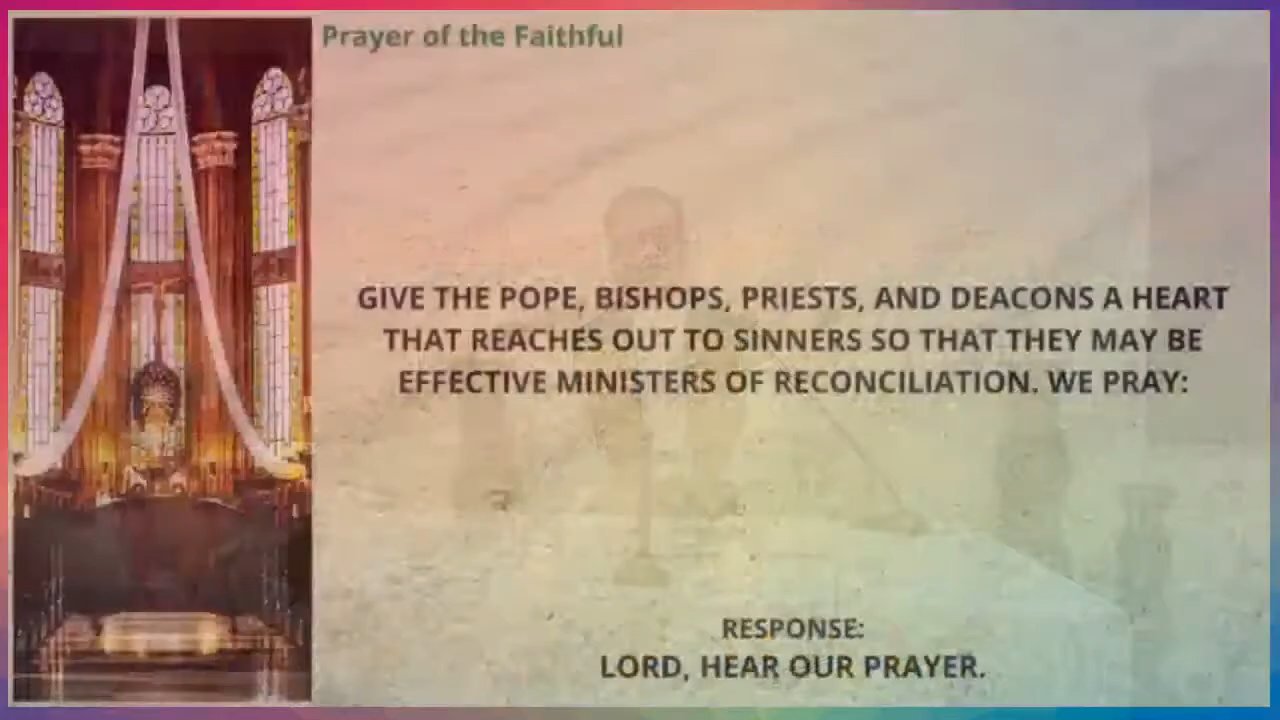 Prayer of the Faithful
GIVE THE POPE, BISHOPS, PRIESTS, AND DEACONS A HEART
THAT REACHES OUT TO SINNERS SO THAT THEY MAY BE
EFFECTIVE MINISTERS OF RECONCILIATION. WE PRAY:
RESPONSE:
LORD, HEAR OUR PRAYER.